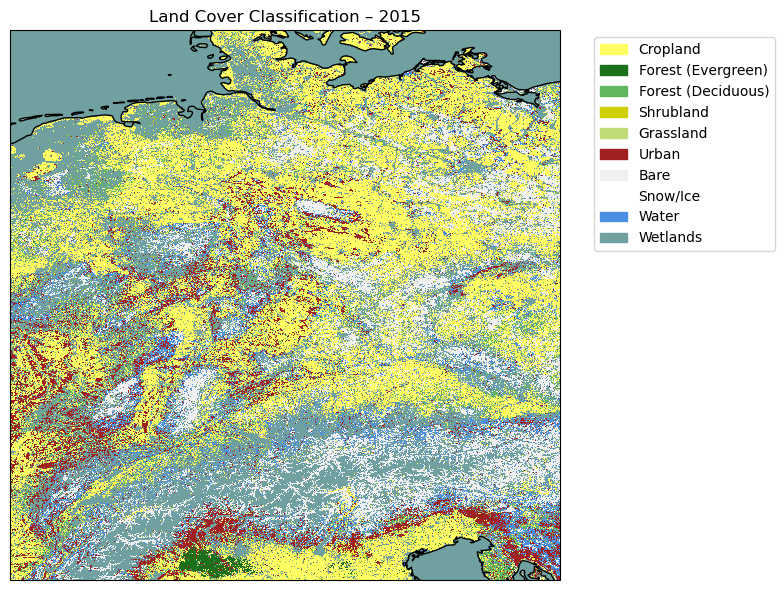 Land Cover Classification – 2015
Cropland
Forest (Evergreen)
Forest (Deciduous)
Shrubland
Grassland
Urban
Bare
Snow/Ice
Water
Wetlands